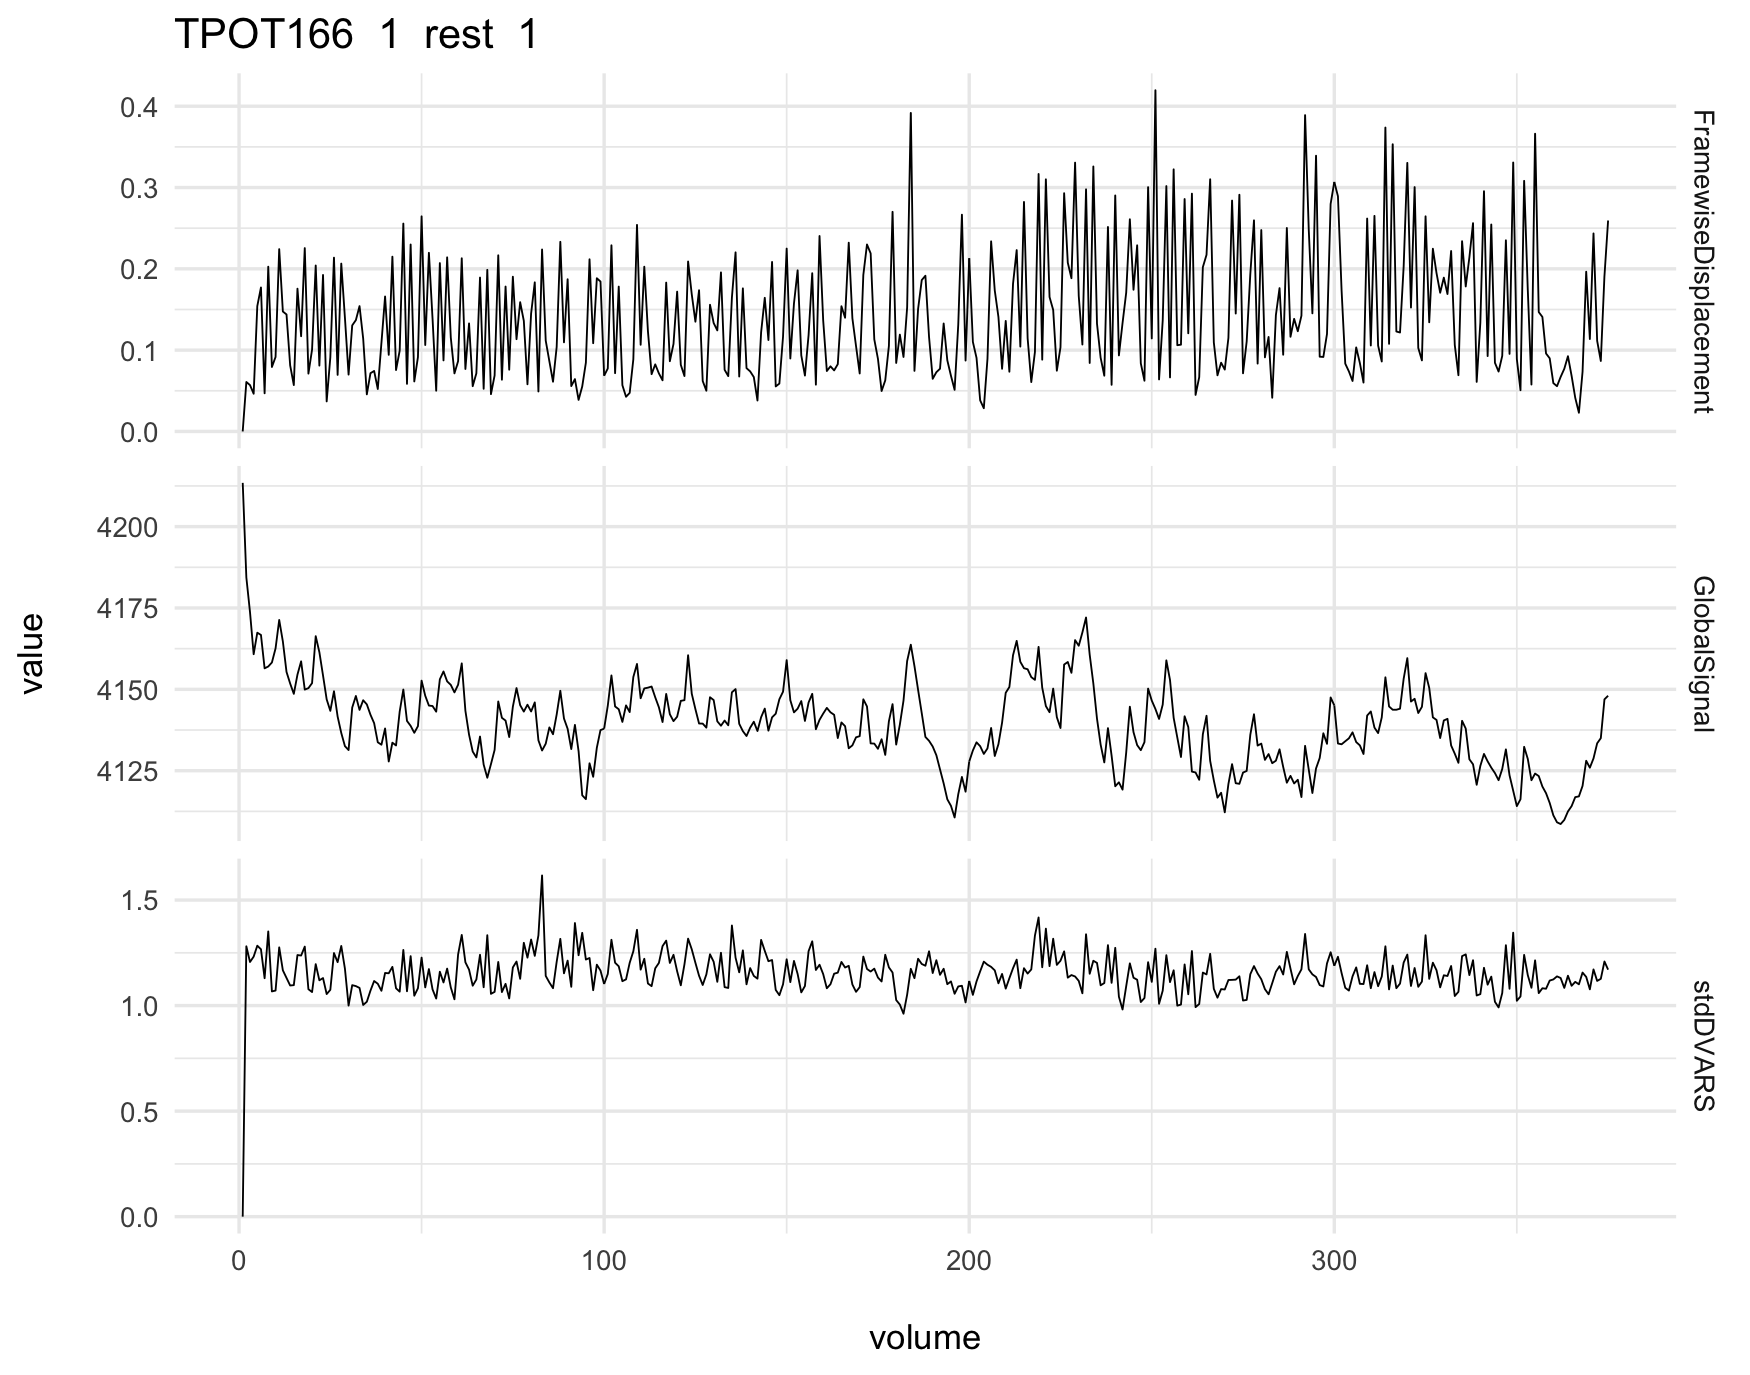 TPOT166 1 rest 1
0.4
0.3
0.2
0.1
0.0
FramewiseDisplacement
4200
4175
4150
4125
GlobalSignal
value
1.5
1.0
0.5
0.0
stdDVARS
0 100 200 300
volume